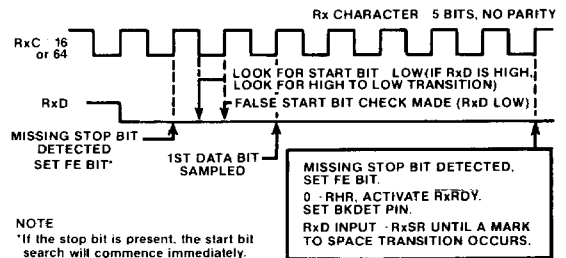 Rx CHARACTER 5 BITS, NO PARITY
RxC 16
or 64
LOOK FOR START BIT LOW(IF RxD IS HIGH,
LOOK FOR HIGH TO LOW TRANSITION)
RxD
FALSE START BIT CHECK MADE (RxD LOW)
MISSING STOP BIT
DETECTED
SET FE BIT*
1ST DATA BIT
SAMPLED
MISSING STOP BIT DETECTED,
SET FE BIT.
0 - RHR, ACTIVATE RxRDY.
SET BKDET PIN.
RxD INPUT - RxSR UNTIL A MARK
TO SPACE TRANSITION OCCURS.
NOTE
*If the stop bit is present, the start bit
search will commence immediately.